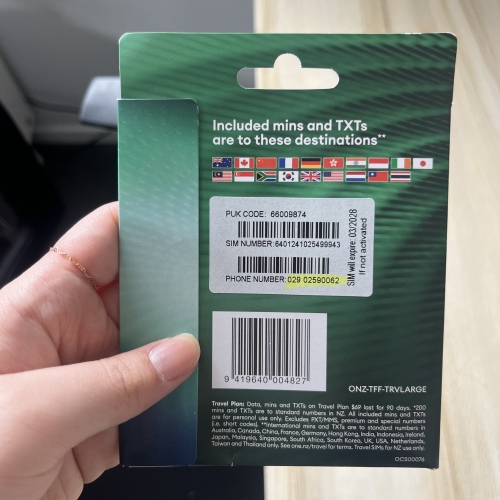 Included mins and TXTs
are to these destinations**
PUK CODE: 66009874
SIM NUMBER:6401241025499943
PHONE NUMBER:029 02590062
SIM will expire: 03/2028
If not activated
9 419640 004827
ONZ-TFF-TRVLARGE
Travel Plan: Data, mins and TXTs on Travel Plan $69 last for 90 days. *200
mins and TXTs are to standard numbers in NZ. All included mins and TXTs
are for personal use only. Excludes PXT/MMS, premium and special numbers
(i.e. short codes). **International mins and TXTs are to standard numbers in
Australia, Canada, China, France, Germany, Hong Kong, India, Indonesia, Ireland,
Japan, Malaysia, Singapore, South Africa, South Korea, UK, USA, Netherlands,
Taiwan and Thailand only. See one.nz/travel for terms. Travel SIMs for NZ use only.
OCS00076